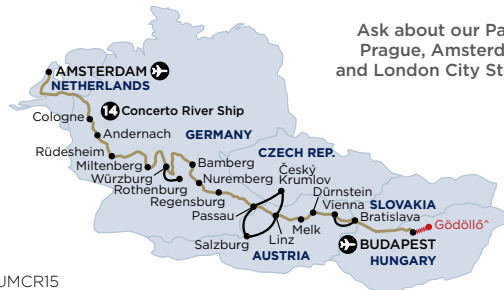 Ask about our Pa
Prague, Amsterd
and London City St
AMSTERDAM
NETHERLANDS
14 Concerto River Ship
Cologne
Andernach
GERMANY
Rüdesheim
Miltenberg
Würzburg
Rothenburg
Bamberg
Nuremberg
Regensburg
CZECH REP.
Český
Krumlov
Passau
Salzburg
Linz
AUSTRIA
Melk
Dürnstein
Vienna
SLOVAKIA
Bratislava
Gödöllő^
BUDAPEST
HUNGARY
UMCR15